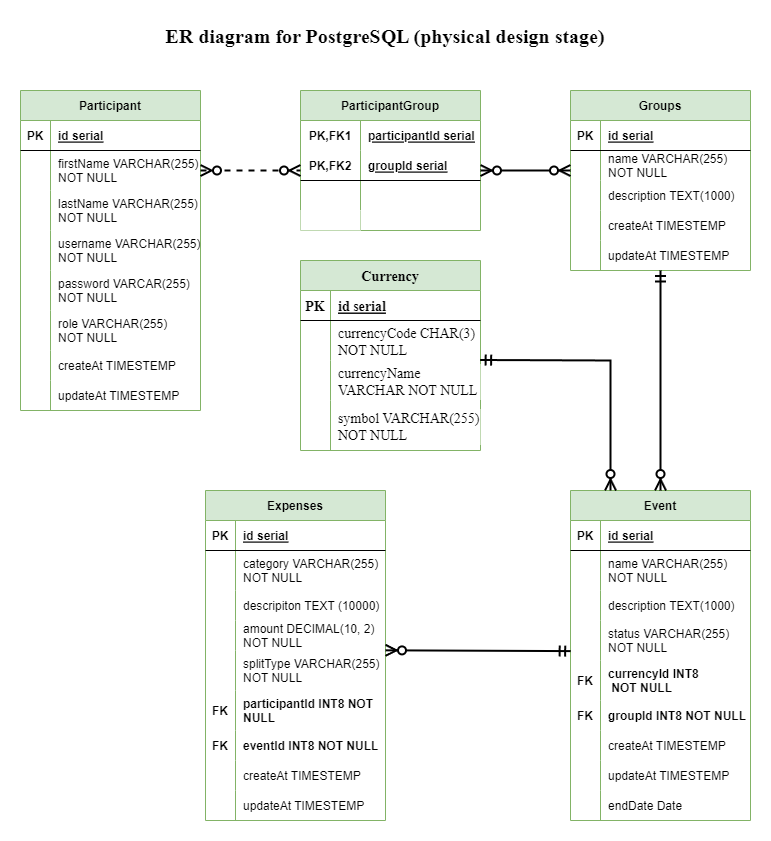 ER diagram for PostgreSQL (physical design stage)
Participant
PK id serial
firstName VARCHAR(255)
NOT NULL
lastName VARCHAR(255)
NOT NULL
username VARCHAR(255)
NOT NULL
password VARCAR(255)
NOT NULL
role VARCHAR(255)
NOT NULL
createAt TIMESTEMP
updateAt TIMESTEMP
ParticipantGroup
PK,FK1 participantId serial
PK,FK2 groupId serial
Groups
PK id serial
name VARCHAR(255)
NOT NULL
description TEXT(1000)
createAt TIMESTEMP
updateAt TIMESTEMP
Currency
PK id serial
currencyCode CHAR(3)
NOT NULL
currencyName
VARCHAR NOT NULL
symbol VARCHAR(255)
NOT NULL
Expenses
PK id serial
category VARCHAR(255)
NOT NULL
descripiton TEXT (10000)
amount DECIMAL(10, 2)
NOT NULL
splitType VARCHAR(255)
NOT NULL
FK participantId INT8 NOT
NULL
FK eventId INT8 NOT NULL
createAt TIMESTEMP
updateAt TIMESTEMP
Event
PK id serial
name VARCHAR(255)
NOT NULL
description TEXT(1000)
status VARCHAR(255)
NOT NULL
FK currencyId INT8
NOT NULL
FK groupId INT8 NOT NULL
createAt TIMESTEMP
updateAt TIMESTEMP
endDate Date